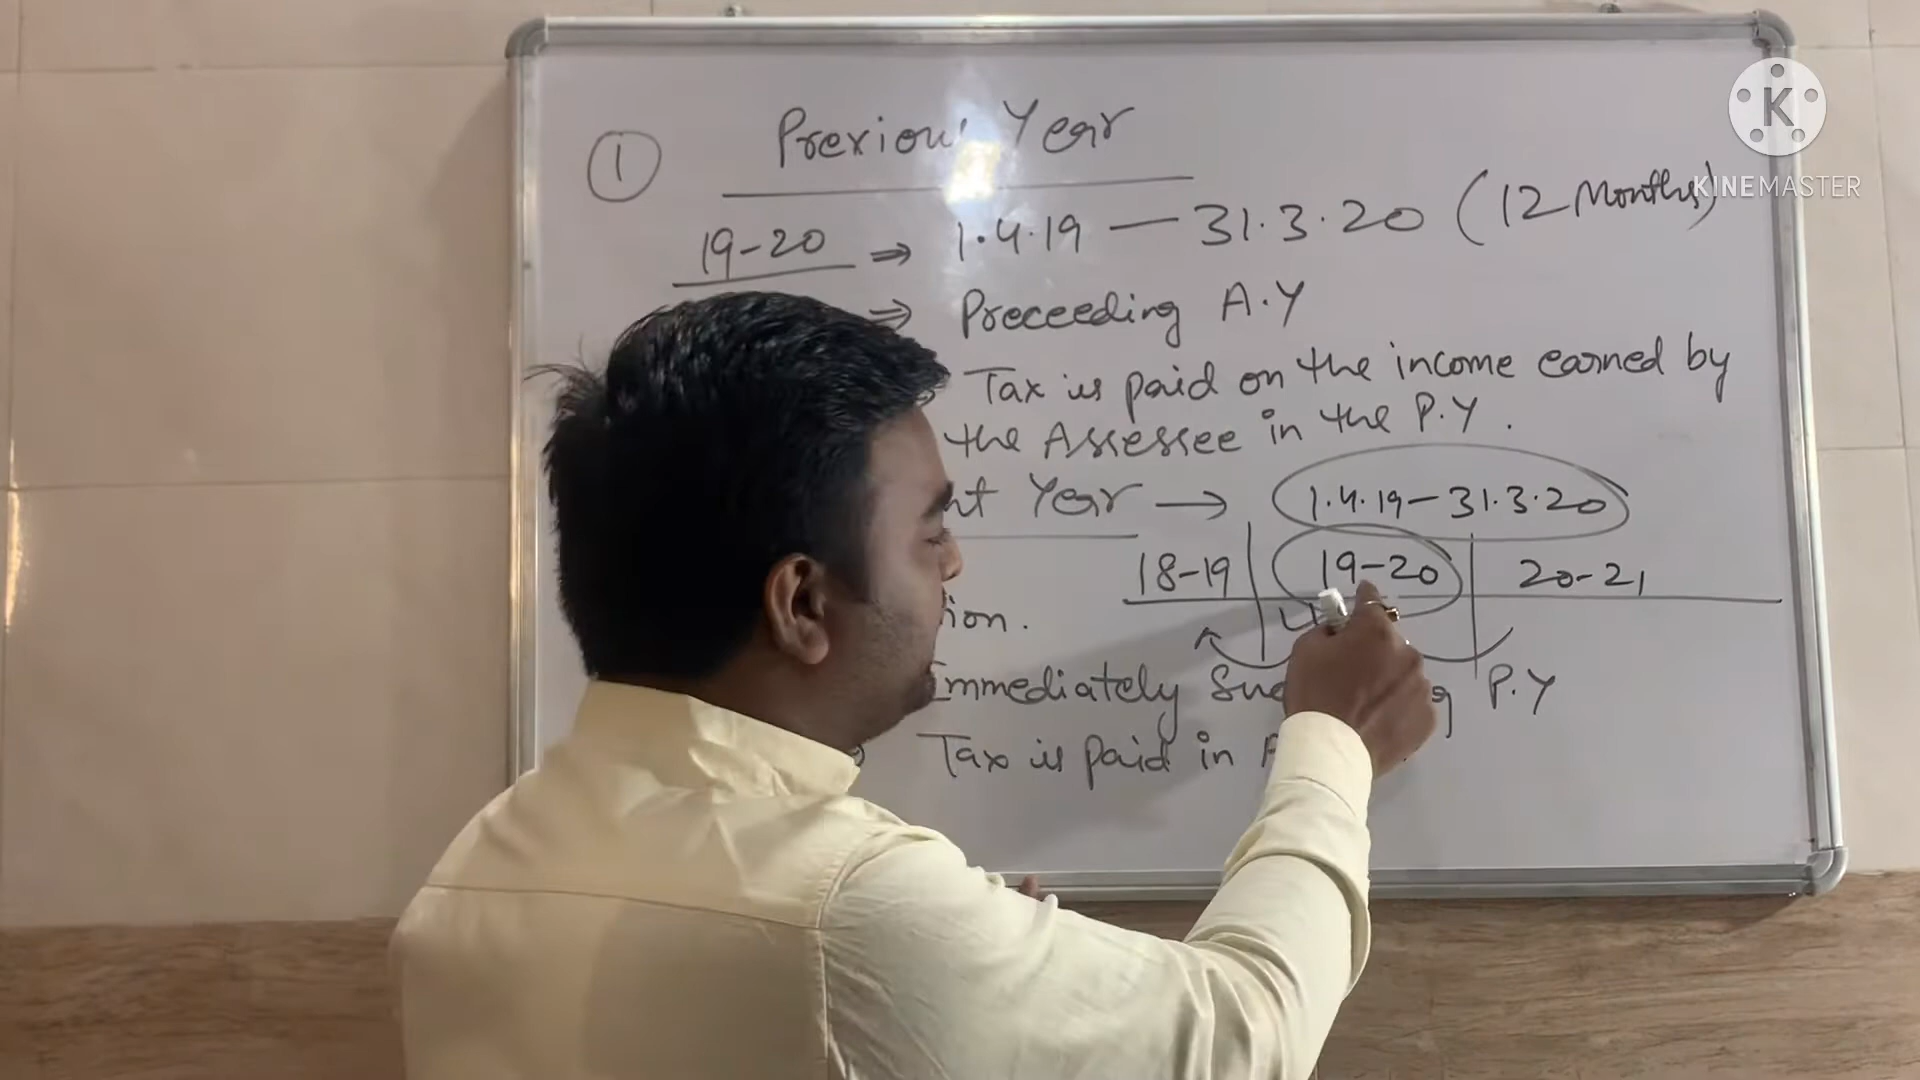 ① Previous Year
19-20 ⇒ 1.4.19 — 31.3.20 (12 Months)
⇒ Preceeding A.Y
Tax is paid on the income earned by
the Assessee in the P.Y.
nt Year → 1.4.19 — 31.3.20
18-19 | 19-20 | 20-21
ion.
Immediately P.Y
Tax is paid in
K
KINEMASTER